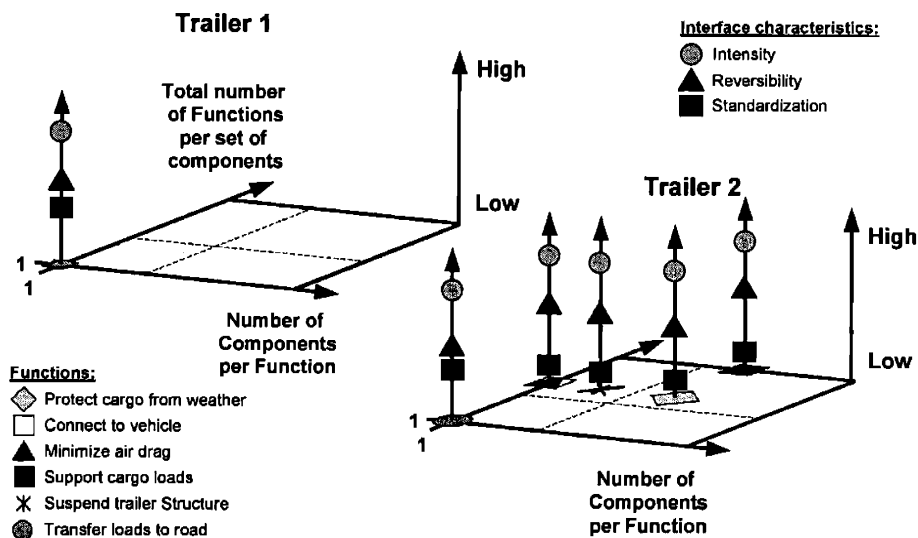 Trailer 1
Interface characteristics:
Intensity
Reversibility
Standardization
High
Total number
of Functions
per set of
components
Low
Trailer 2
1
1
High
Number of
Components
per Function
Low
Functions:
Protect cargo from weather
Connect to vehicle
Minimize air drag
Support cargo loads
Suspend trailer Structure
Transfer loads to road
1
1
Number of
Components
per Function